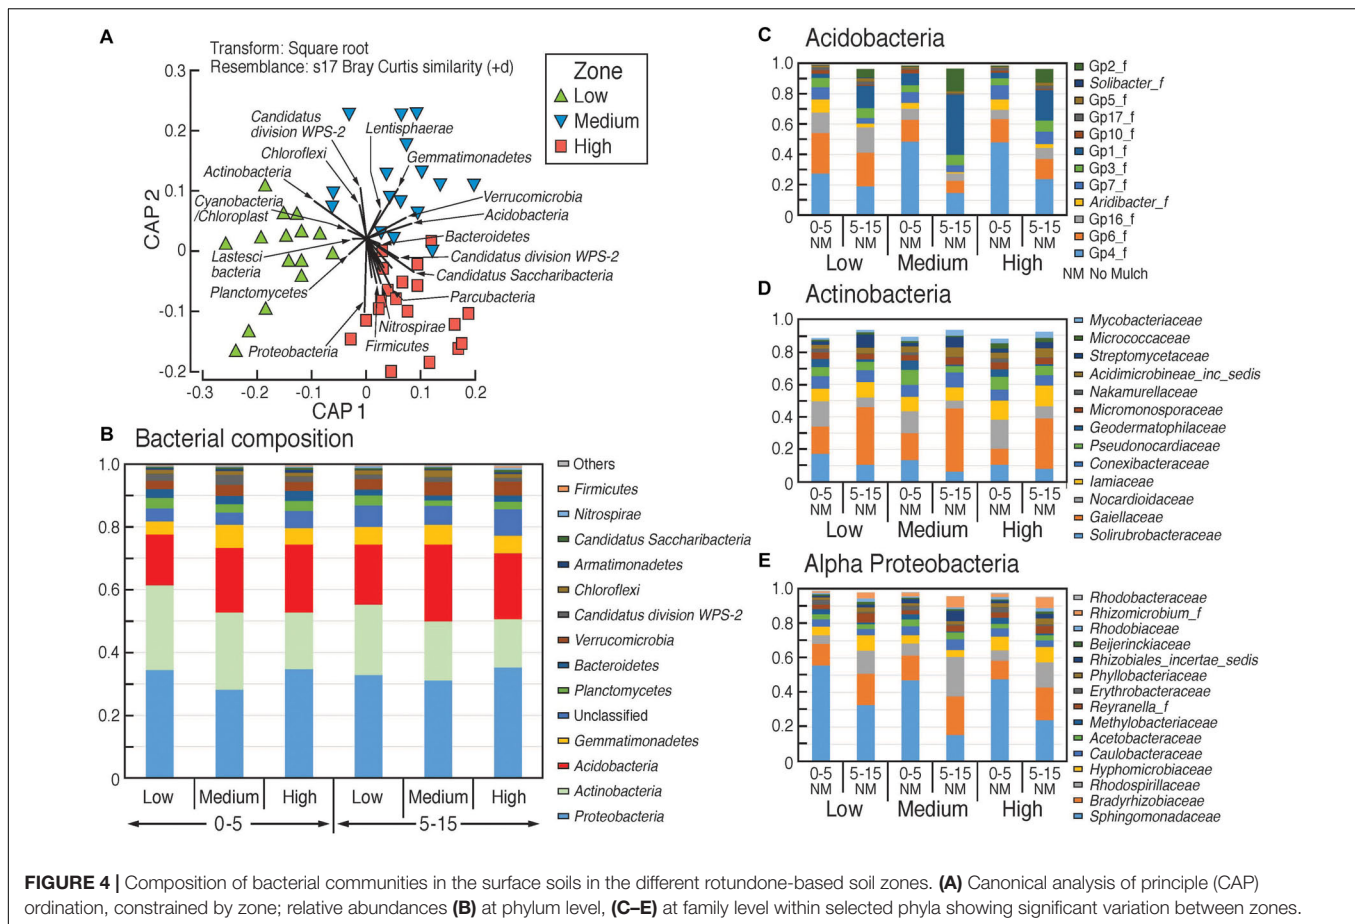 A
Transform: Square root
Resemblance: s17 Bray Curtis similarity (+d)
Zone
Low
Medium
High
0.3
0.2
0.1
0
-0.1
-0.2
CAP 2
-0.3
-0.2
-0.1
0
0.1
0.2
CAP 1
Candidatus
division WPS-2
Lentisphaerae
Chloroflexi
Gemmatimonadetes
Actinobacteria
Verrucomicrobia
Cyanobacteria
/Chloroplast
Acidobacteria
Bacteroidetes
Lastesci
bacteria
Candidatus division WPS-2
Candidatus Saccharibacteria
Planctomycetes
Parcubacteria
Nitrospirae
Proteobacteria
Firmicutes
B Bacterial composition
1.0
0.8
0.6
0.4
0.2
0
Low
Medium
High
Low
Medium
High
0-5
5-15
Others
Firmicutes
Nitrospirae
Candidatus Saccharibacteria
Armatimonadetes
Chloroflexi
Candidatus division WPS-2
Verrucomicrobia
Bacteroidetes
Planctomycetes
Unclassified
Gemmatimonadetes
Acidobacteria
Actinobacteria
Proteobacteria
C Acidobacteria
1.0
0.8
0.6
0.4
0.2
0
0-5 5-15 0-5 5-15 0-5 5-15
NM NM NM NM NM NM
Low Medium High
Gp2_f
Solibacter_f
Gp5_f
Gp17_f
Gp10_f
Gp1_f
Gp3_f
Gp7_f
Aridibacter_f
Gp16_f
Gp6_f
Gp4_f
NM No Mulch
D Actinobacteria
1.0
0.8
0.6
0.4
0.2
0
0-5 5-15 0-5 5-15 0-5 5-15
NM NM NM NM NM NM
Low Medium High
Mycobacteriaceae
Micrococcaceae
Streptomycetaceae
Acidimicrobineae_inc_sedis
Nakamurellaceae
Micromonosporaceae
Geodermatophilaceae
Pseudonocardiaceae
Conexibacteraceae
Iamiaceae
Nocardioidaceae
Gaiellaceae
Solirubrobacteraceae
E Alpha Proteobacteria
1.0
0.8
0.6
0.4
0.2
0
0-5 5-15 0-5 5-15 0-5 5-15
NM NM NM NM NM NM
Low Medium High
Rhodobacteraceae
Rhizomicrobium_f
Rhodobiaceae
Beijerinckiaceae
Rhizobiales_incertae_sedis
Phyllobacteriaceae
Erythrobacteraceae
Reyranella_f
Methylobacteriaceae
Acetobacteraceae
Caulobacteraceae
Hyphomicrobiaceae
Rhodospirillaceae
Bradyrhizobiaceae
Sphingomonadaceae
FIGURE 4 | Composition of bacterial communities in the surface soils in the different rotundone-based soil zones. (A) Canonical analysis of principle (CAP)
ordination, constrained by zone; relative abundances (B) at phylum level, (C–E) at family level within selected phyla showing significant variation between zones.